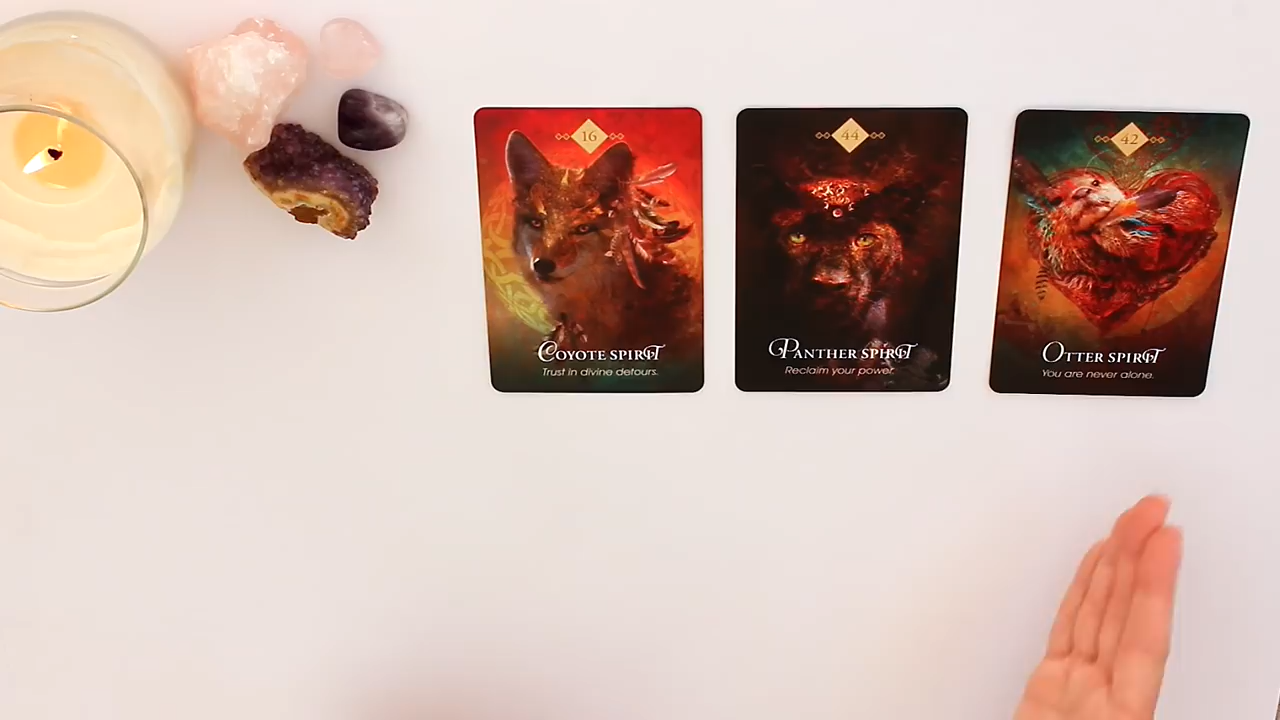 16
COYOTE SPIRIT
Trust in divine detours.
44
PANTHER SPIRIT
Reclaim your power.
42
OTTER SPIRIT
You are never alone.